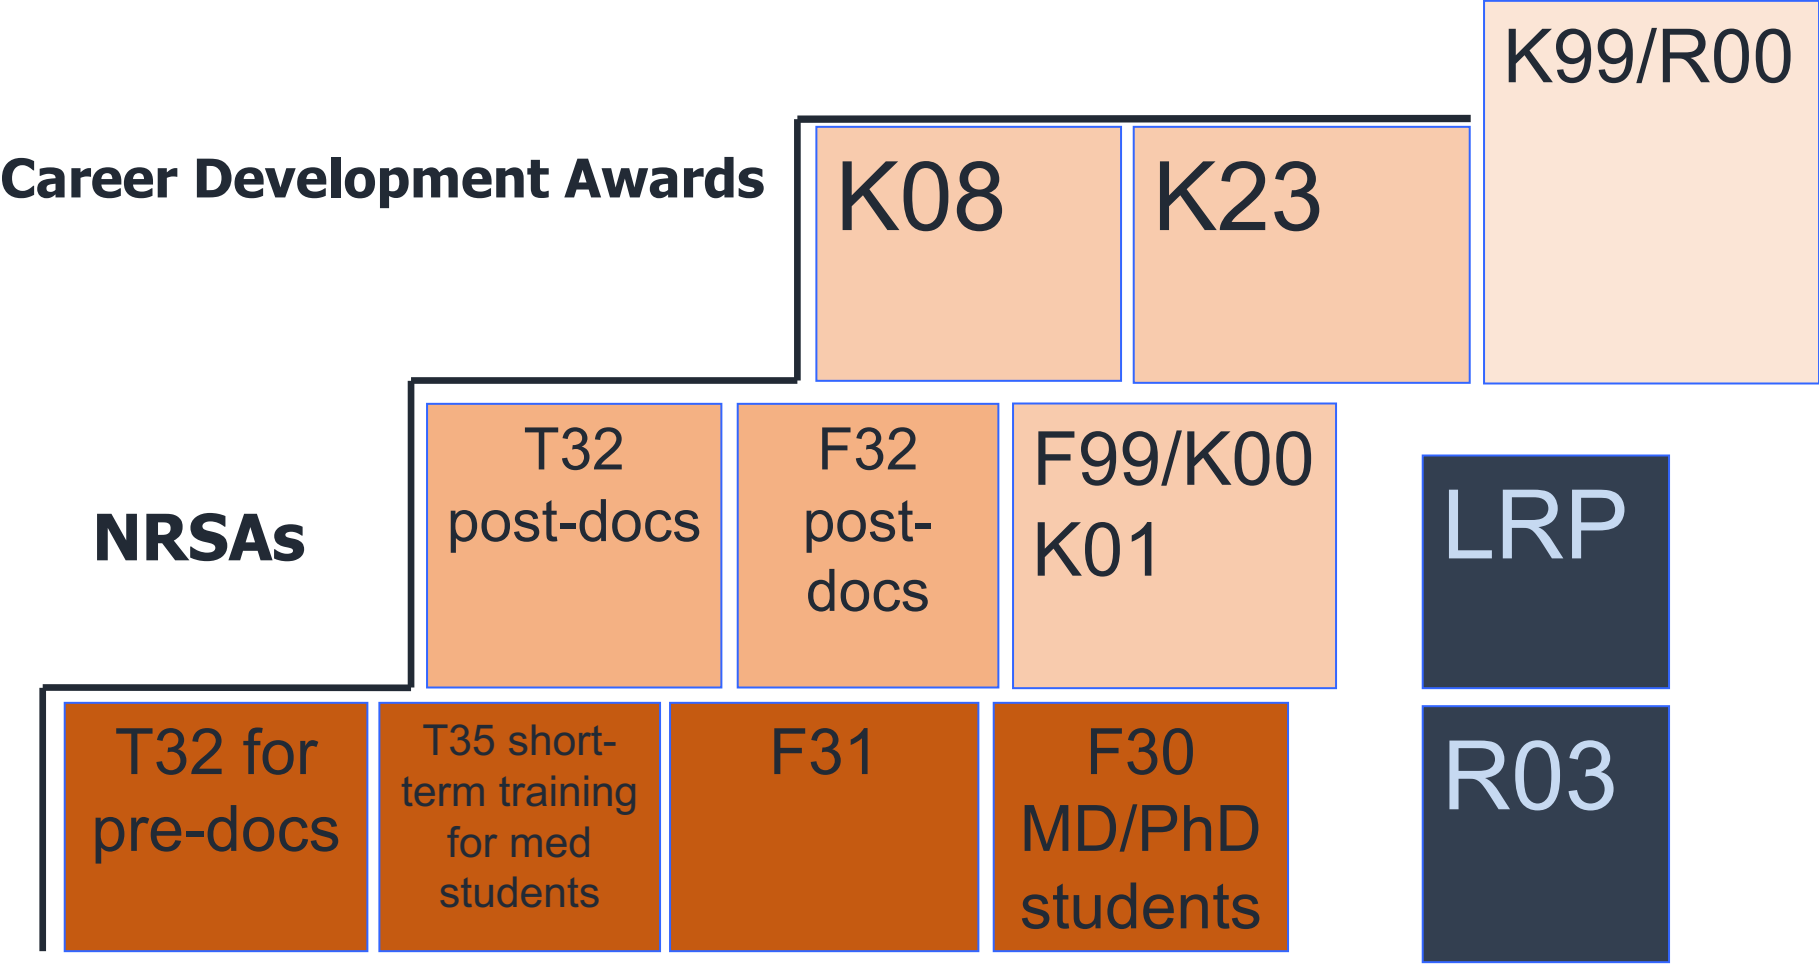 K99/R00
Career Development Awards
K08
K23
NRSAs
T32
post-docs
F32
post-
docs
F99/K00
K01
LRP
T32 for
pre-docs
T35 short-
term training
for med
students
F31
F30
MD/PhD
students
R03